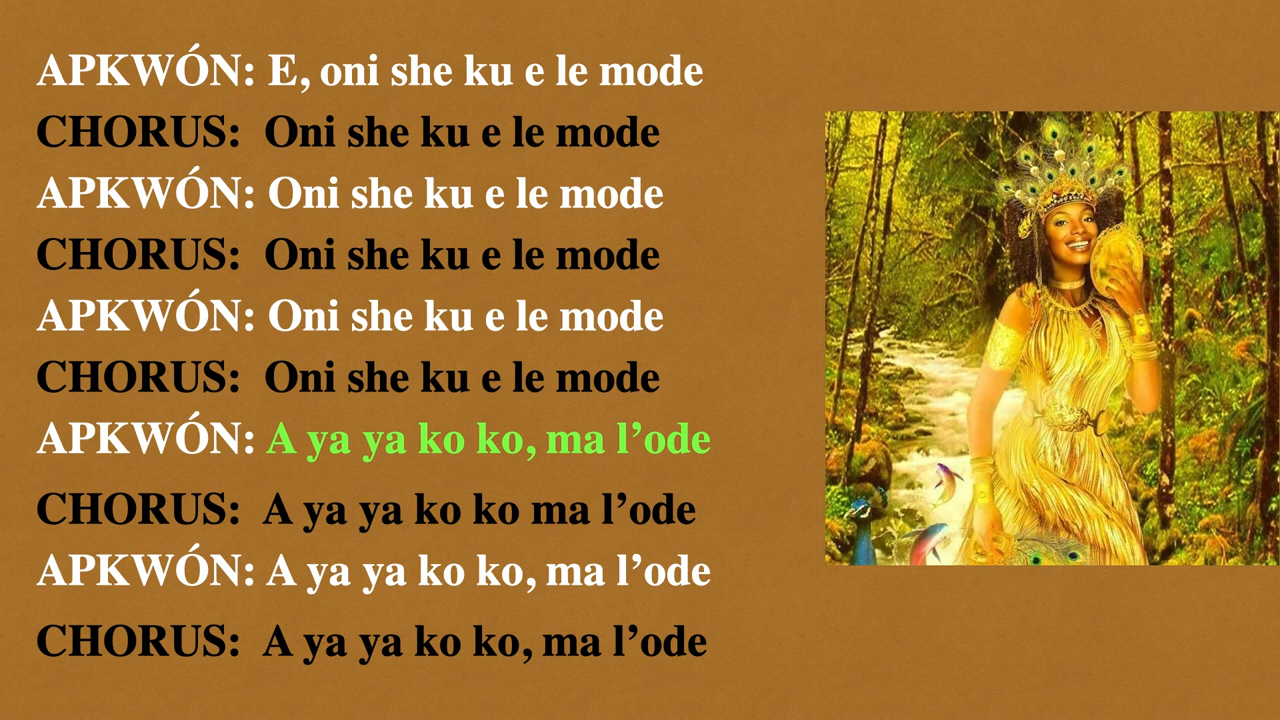 APKWÓN: E, oni she ku e le mode
CHORUS: Oni she ku e le mode
APKWÓN: Oni she ku e le mode
CHORUS: Oni she ku e le mode
APKWÓN: Oni she ku e le mode
CHORUS: Oni she ku e le mode
APKWÓN: A ya ya ko ko, ma l’ode
CHORUS: A ya ya ko ko ma l’ode
APKWÓN: A ya ya ko ko, ma l’ode
CHORUS: A ya ya ko ko, ma l’ode